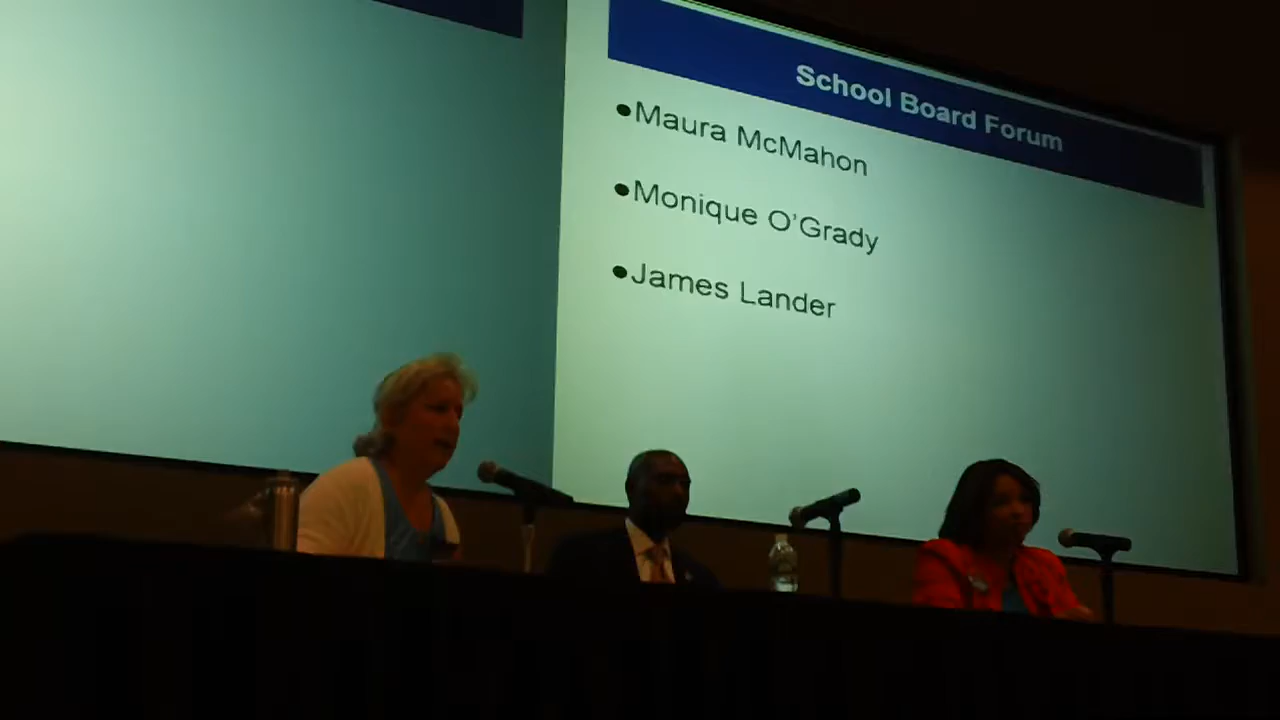 School Board Forum
•Maura McMahon
•Monique O'Grady
•James Lander